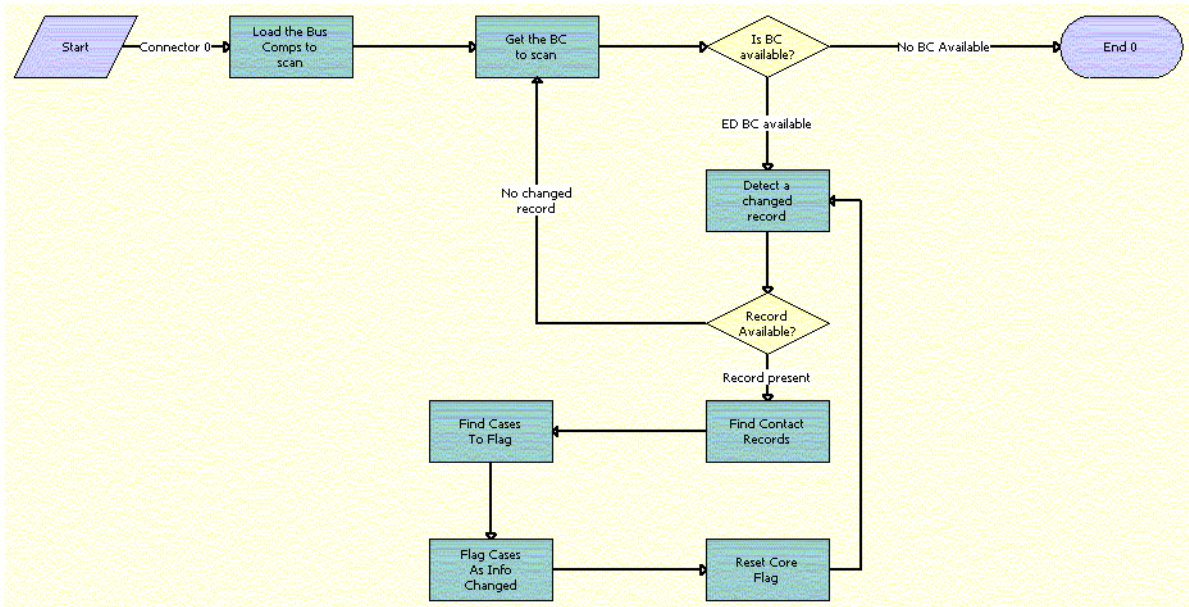 Start
Connector 0
Load the Bus
Comps to
scan
Get the BC
to scan
Is BC
available?
No BC Available
End 0
ED BC available
Detect a
changed
record
No changed
record
Record
Available?
Record present
Find Cases
To Flag
Find Contact
Records
Flag Cases
As Info
Changed
Reset Core
Flag